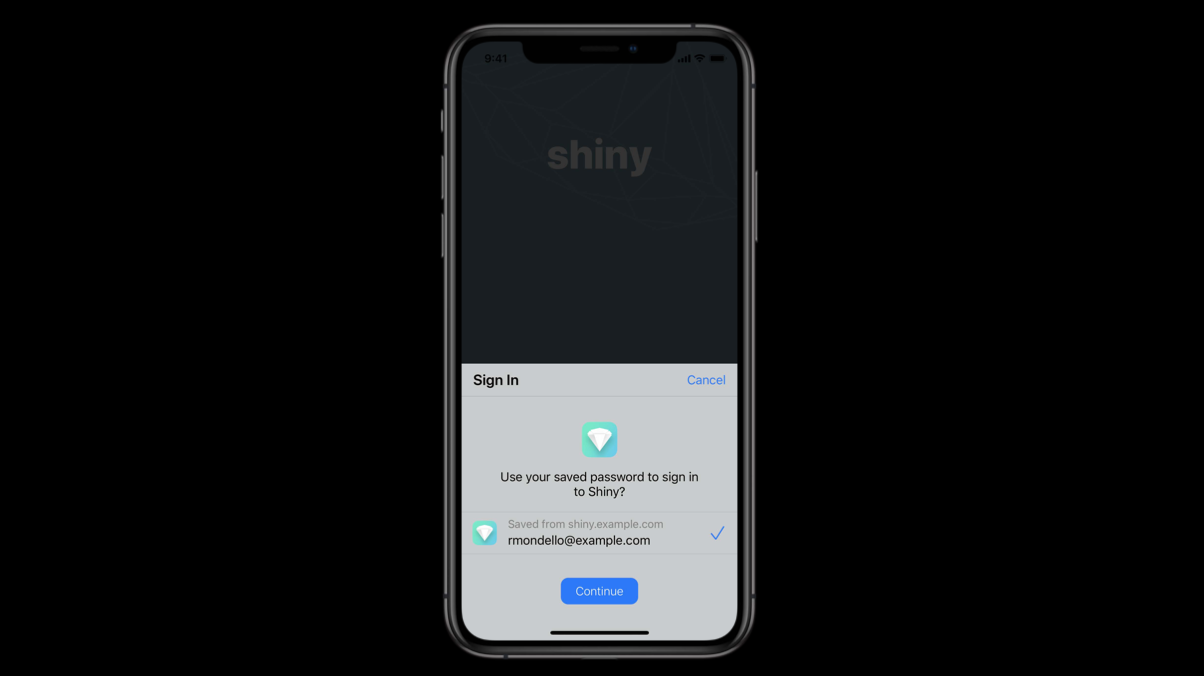 9:41
shiny
Sign In
Cancel
Use your saved password to sign in
to Shiny?
Saved from shiny.example.com
rmondello@example.com
Continue